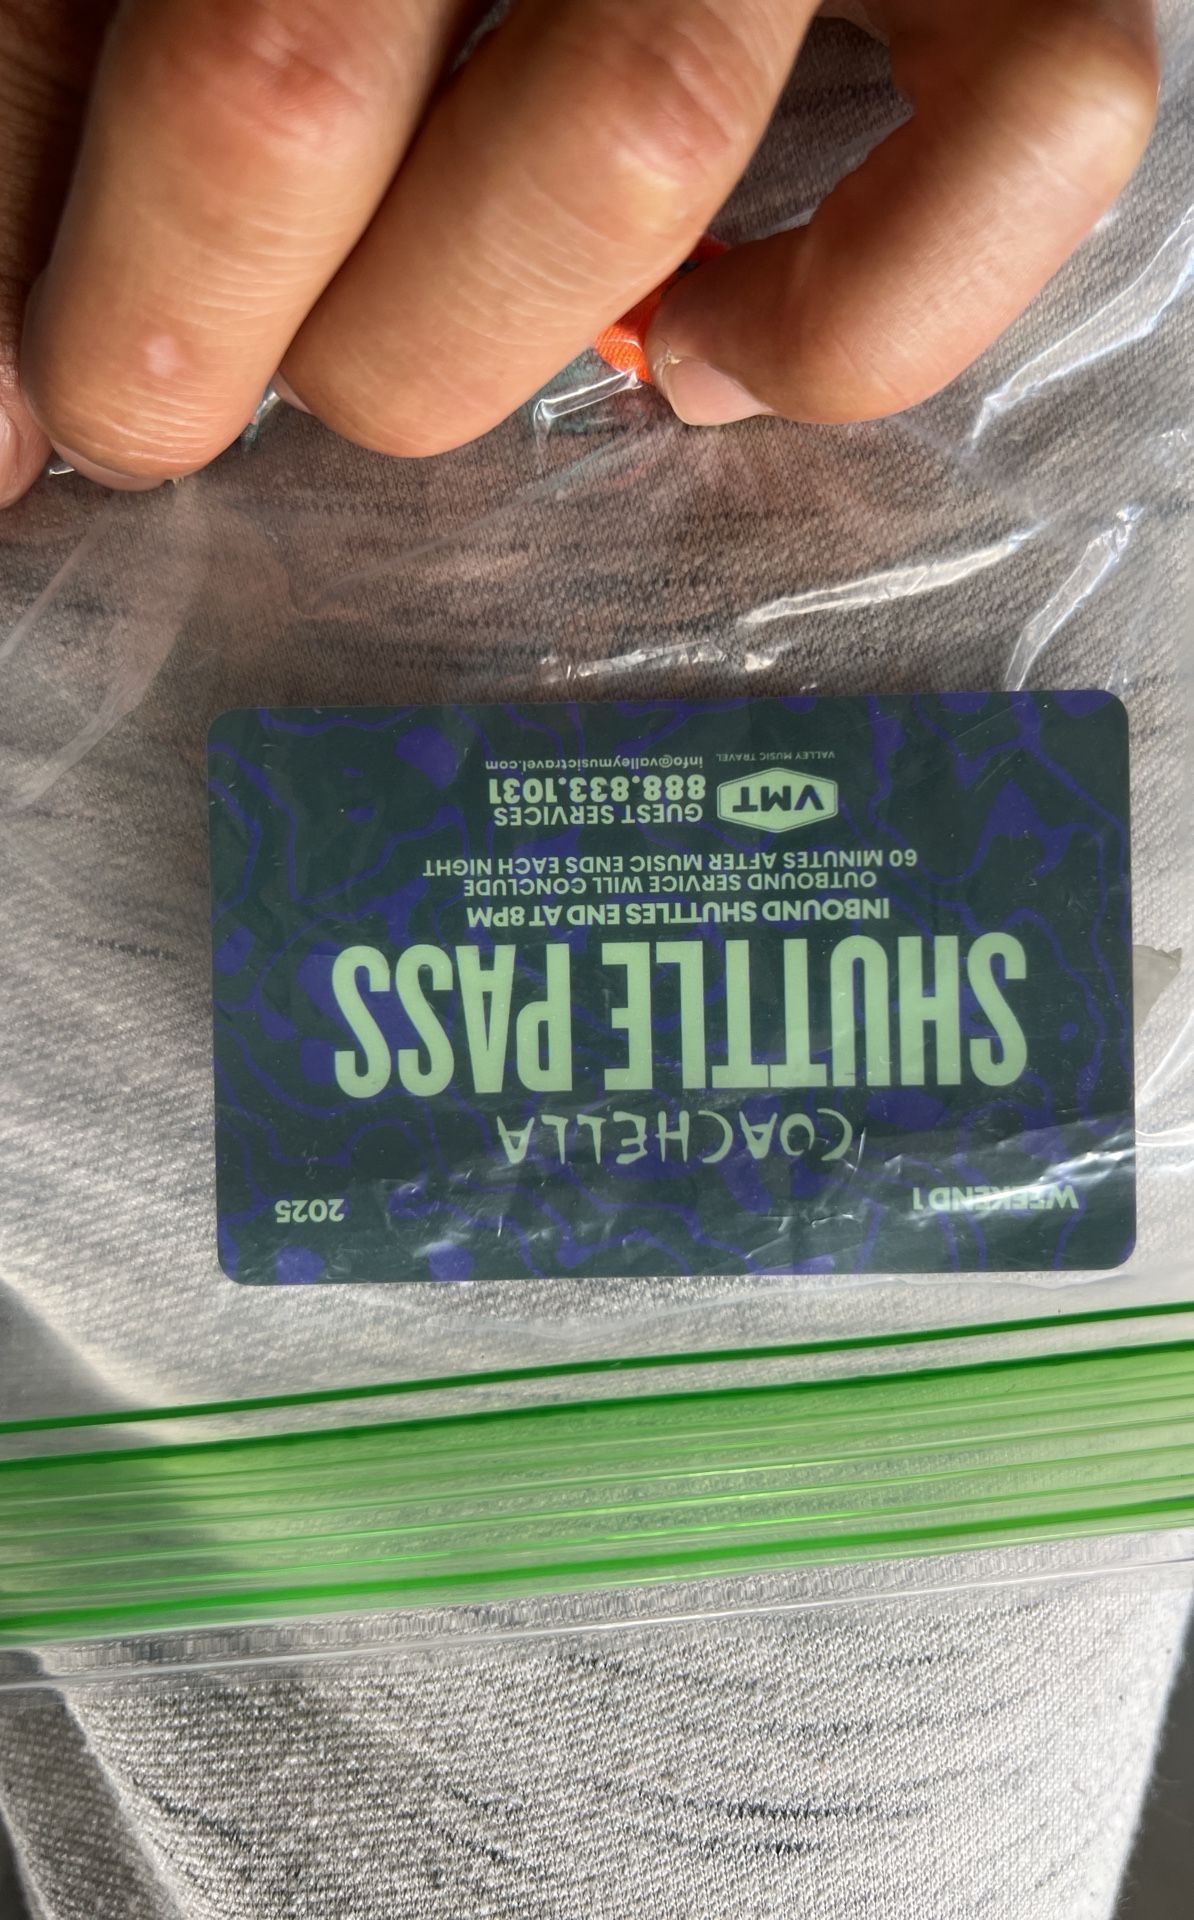 WEEKEND 1
2025
COACHELLA
SHUTTLE PASS
INBOUND SHUTTLES END AT 8PM
OUTBOUND SERVICE WILL CONCLUDE
60 MINUTES AFTER MUSIC ENDS EACH NIGHT
VMT
VALLEY MUSIC TRAVEL
GUEST SERVICES
888.833.1031
info@valleymusictravel.com